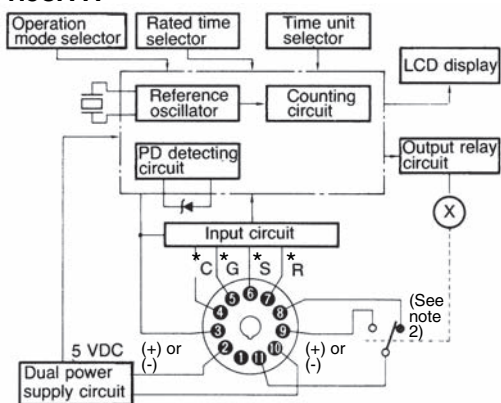 Operation
mode selector
Rated time
selector
Time unit
selector
LCD display
Reference
oscillator
Counting
circuit
PD detecting
circuit
Output relay
circuit
X
Input circuit
*C *G *S *R
4 5 6 7 8
3 9
2 1 11 10
(See
note
2)
5 VDC
(+) or
(-)
(+) or
(-)
Dual power
supply circuit